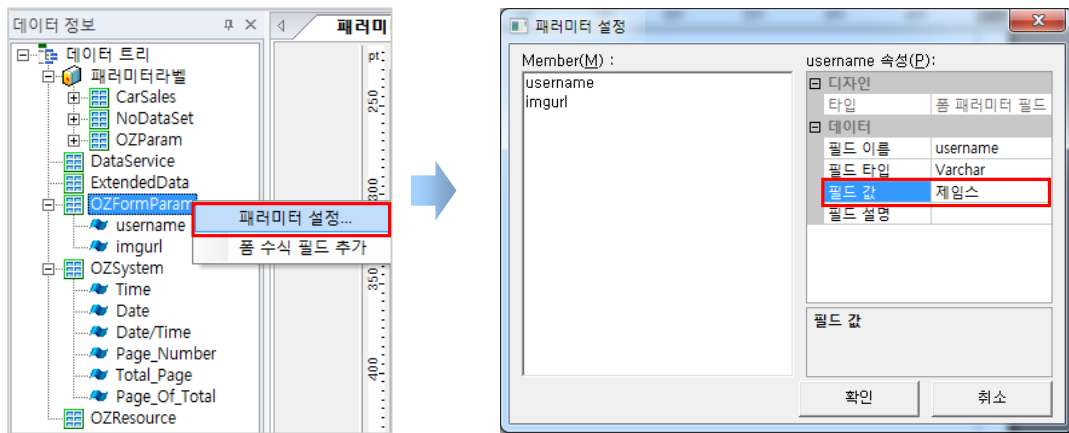 데이터 정보
패러미
데이터 트리
패러미터라벨
CarSales
NoDataSet
OZParam
DataService
ExtendedData
OZFormParam
username
imgurl
OZSystem
Time
Date
Date/Time
Page_Number
Total_Page
Page_Of_Total
OZResource
패러미터 설정...
폼 수식 필드 추가
pt
250
300
350
400
패러미터 설정
Member(M) :
username
imgurl
username 속성(P):
디자인
타입 폼 패러미터 필드
데이터
필드 이름 username
필드 타입 Varchar
필드 값 제임스
필드 설명
필드 값
확인 취소